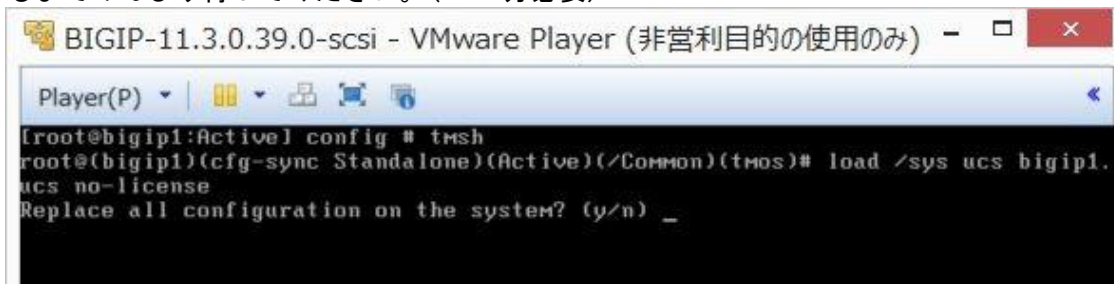 BIGIP-11.3.0.39.0-scsi - VMware Player (非営利目的の使用のみ)
Player(P)
[root@bigip1:Active] config # tmsh
root@(bigip1)(cfg-sync Standalone)(Active)(/Common)(tmos)# load /sys ucs bigip1.
ucs no-license
Replace all configuration on the system? (y/n) _